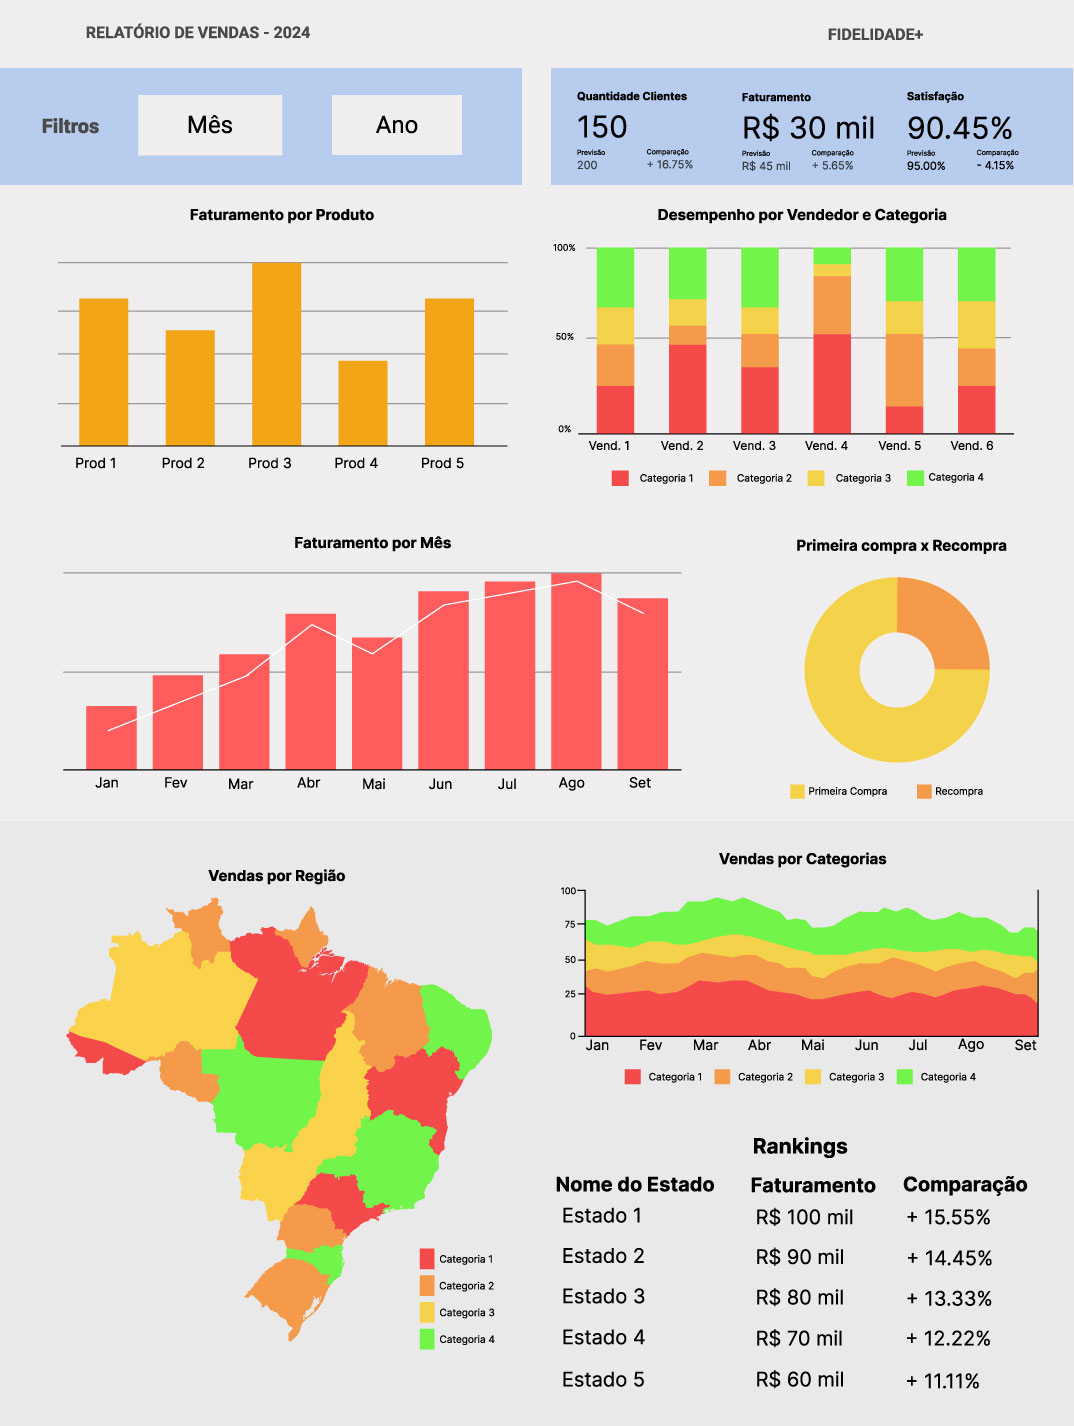 RELATÓRIO DE VENDAS - 2024
FIDELIDADE+
Filtros
Mês
Ano
Quantidade Clientes
150
Previsão
200
Comparação
+ 16.75%
Faturamento
R$ 30 mil
Previsão
R$ 45 mil
Comparação
+ 5.65%
Satisfação
90.45%
Previsão
95.00%
Comparação
- 4.15%
Faturamento por Produto
Prod 1 Prod 2 Prod 3 Prod 4 Prod 5
Desempenho por Vendedor e Categoria
100%
50%
0%
Vend. 1 Vend. 2 Vend. 3 Vend. 4 Vend. 5 Vend. 6
Categoria 1 Categoria 2 Categoria 3 Categoria 4
Faturamento por Mês
Jan Fev Mar Abr Mai Jun Jul Ago Set
Primeira compra x Recompra
Primeira Compra Recompra
Vendas por Região
Categoria 1
Categoria 2
Categoria 3
Categoria 4
Vendas por Categorias
100
75
50
25
0
Jan Fev Mar Abr Mai Jun Jul Ago Set
Categoria 1 Categoria 2 Categoria 3 Categoria 4
Rankings
Nome do Estado Faturamento Comparação
Estado 1 R$ 100 mil + 15.55%
Estado 2 R$ 90 mil + 14.45%
Estado 3 R$ 80 mil + 13.33%
Estado 4 R$ 70 mil + 12.22%
Estado 5 R$ 60 mil + 11.11%